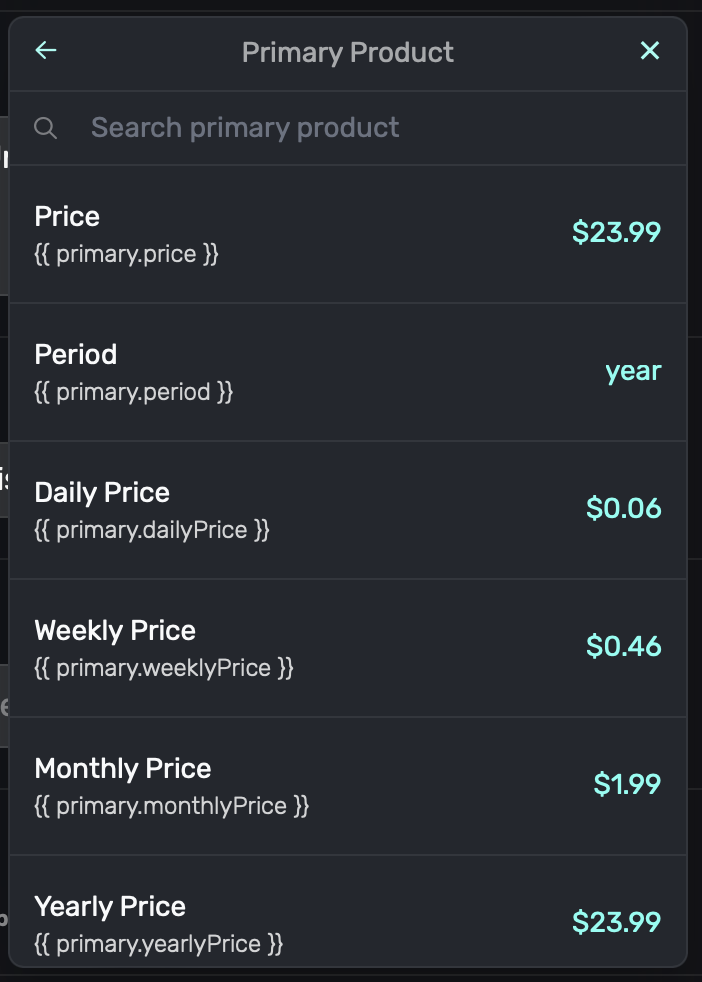 Primary Product
Search primary product
Price
{{ primary.price }}
$23.99
Period
{{ primary.period }}
year
Daily Price
{{ primary.dailyPrice }}
$0.06
Weekly Price
{{ primary.weeklyPrice }}
$0.46
Monthly Price
{{ primary.monthlyPrice }}
$1.99
Yearly Price
{{ primary.yearlyPrice }}
$23.99